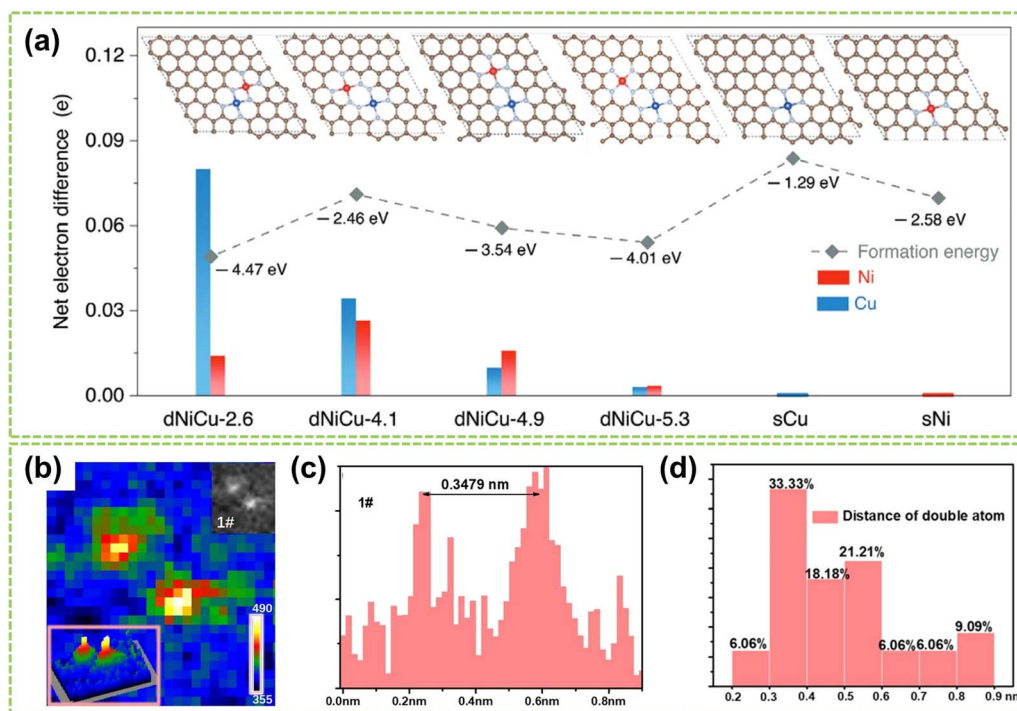 (a)
Net electron difference (e)
0.12
0.09
0.06
0.03
0.00
− 4.47 eV
− 2.46 eV
− 3.54 eV
− 4.01 eV
− 1.29 eV
− 2.58 eV
Formation energy
Ni
Cu
dNiCu-2.6 dNiCu-4.1 dNiCu-4.9 dNiCu-5.3 sCu sNi
(b)
1#
490
355
(c)
1#
0.3479 nm
0.0nm 0.2nm 0.4nm 0.6nm 0.8nm
(d)
Distance of double atom
6.06%
33.33%
18.18%
21.21%
6.06%
6.06%
9.09%
0.2 0.3 0.4 0.5 0.6 0.7 0.8 0.9 nm